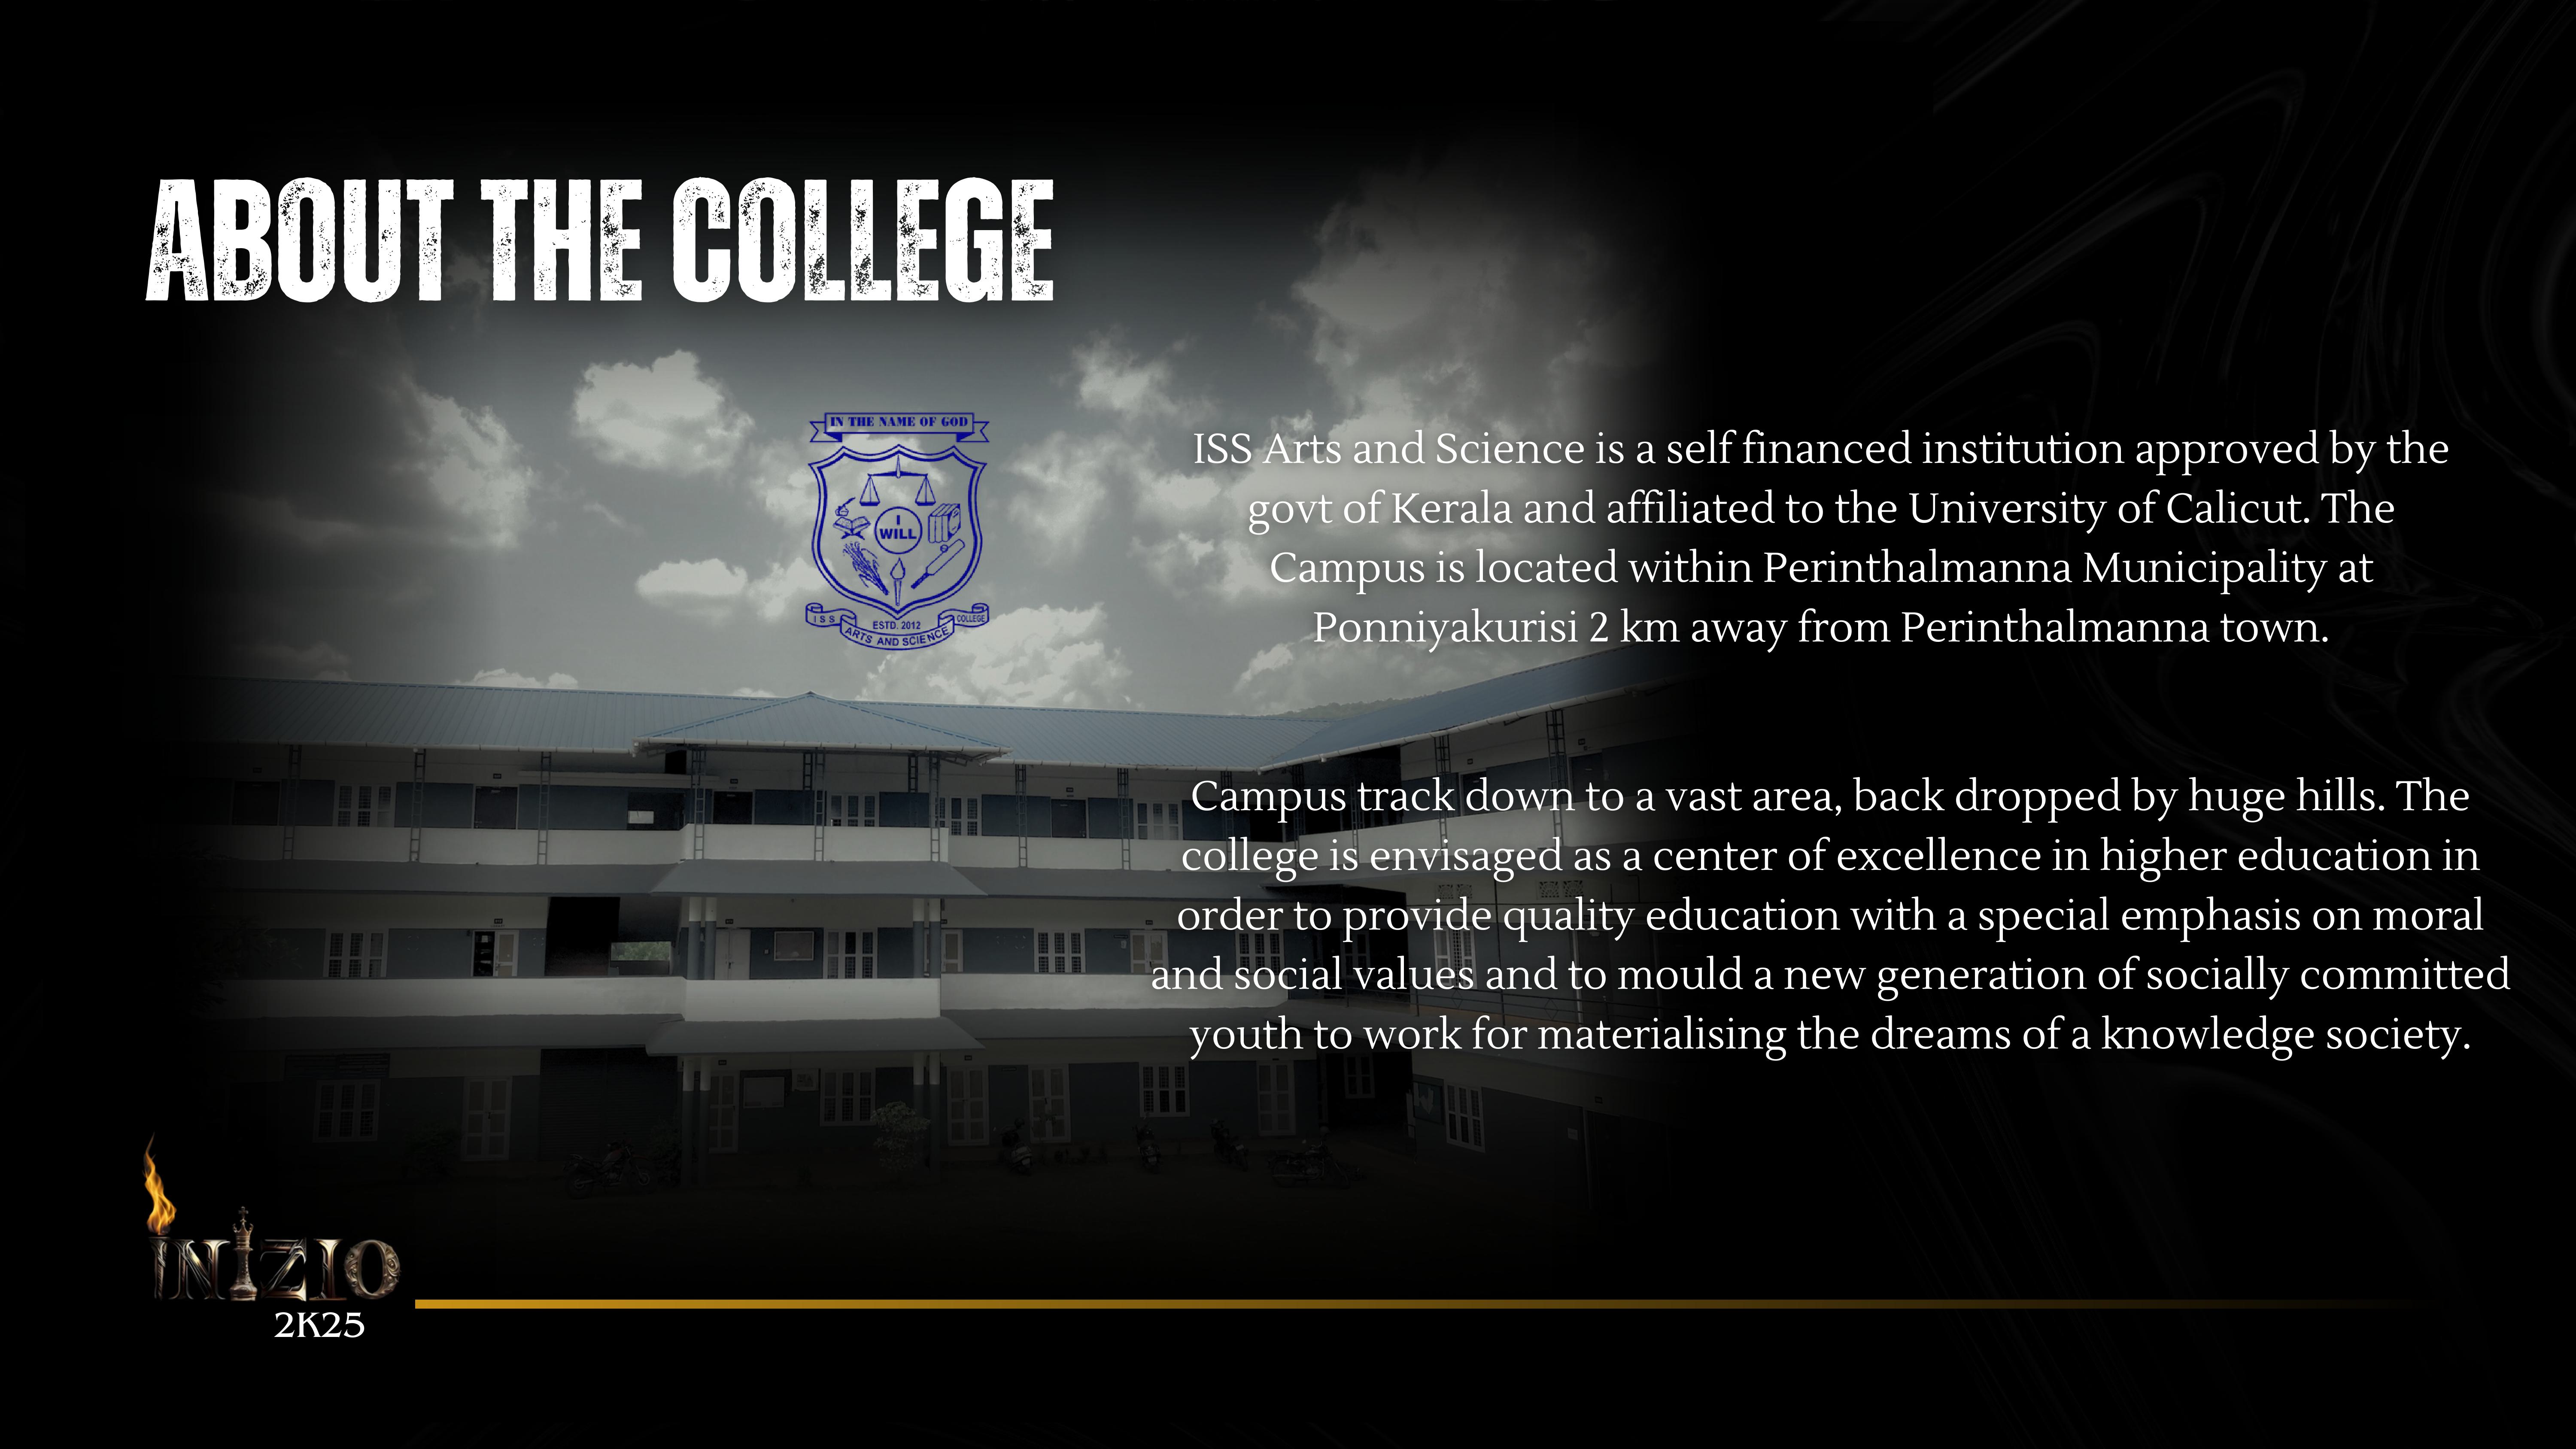 ABOUT THE COLLEGE
IN THE NAME OF GOD
I
WILL
ISS
ESTD. 2012
COLLEGE
ARTS AND SCIENCE
ISS Arts and Science is a self financed institution approved by the
govt of Kerala and affiliated to the University of Calicut. The
Campus is located within Perinthalmanna Municipality at
Ponniyakurisi 2 km away from Perinthalmanna town.
Campus track down to a vast area, back dropped by huge hills. The
college is envisaged as a center of excellence in higher education in
order to provide quality education with a special emphasis on moral
and social values and to mould a new generation of socially committed
youth to work for materialising the dreams of a knowledge society.
INIZIO
2K25